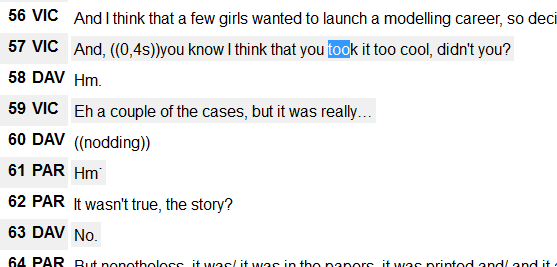 56 VIC And I think that a few girls wanted to launch a modelling career, so deci
57 VIC And, ((0,4s))you know I think that you took it too cool, didn't you?
58 DAV Hm.
59 VIC Eh a couple of the cases, but it was really…
60 DAV ((nodding))
61 PAR Hm˙
62 PAR It wasn't true, the story?
63 DAV No.
64 PAR But nonetheless, it was/ it was in the papers, it was printed and/ and it